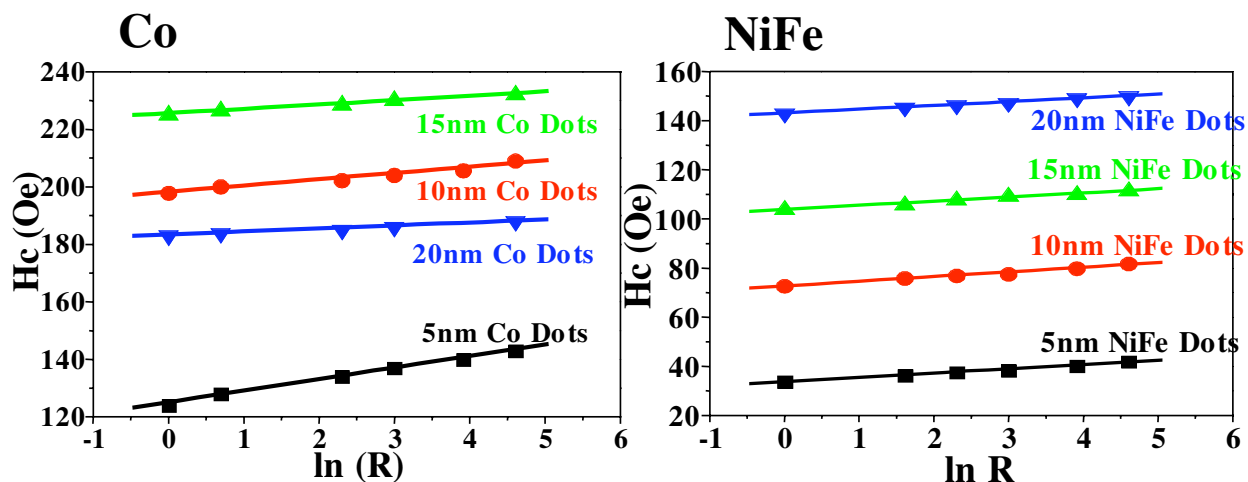 Co
240
220
200
180
160
140
120
Hc (Oe)
15nm Co Dots
10nm Co Dots
20nm Co Dots
5nm Co Dots
-1 0 1 2 3 4 5 6
ln (R)
NiFe
160
140
120
100
80
60
40
20
Hc (Oe)
20nm NiFe Dots
15nm NiFe Dots
10nm NiFe Dots
5nm NiFe Dots
-1 0 1 2 3 4 5 6
ln R